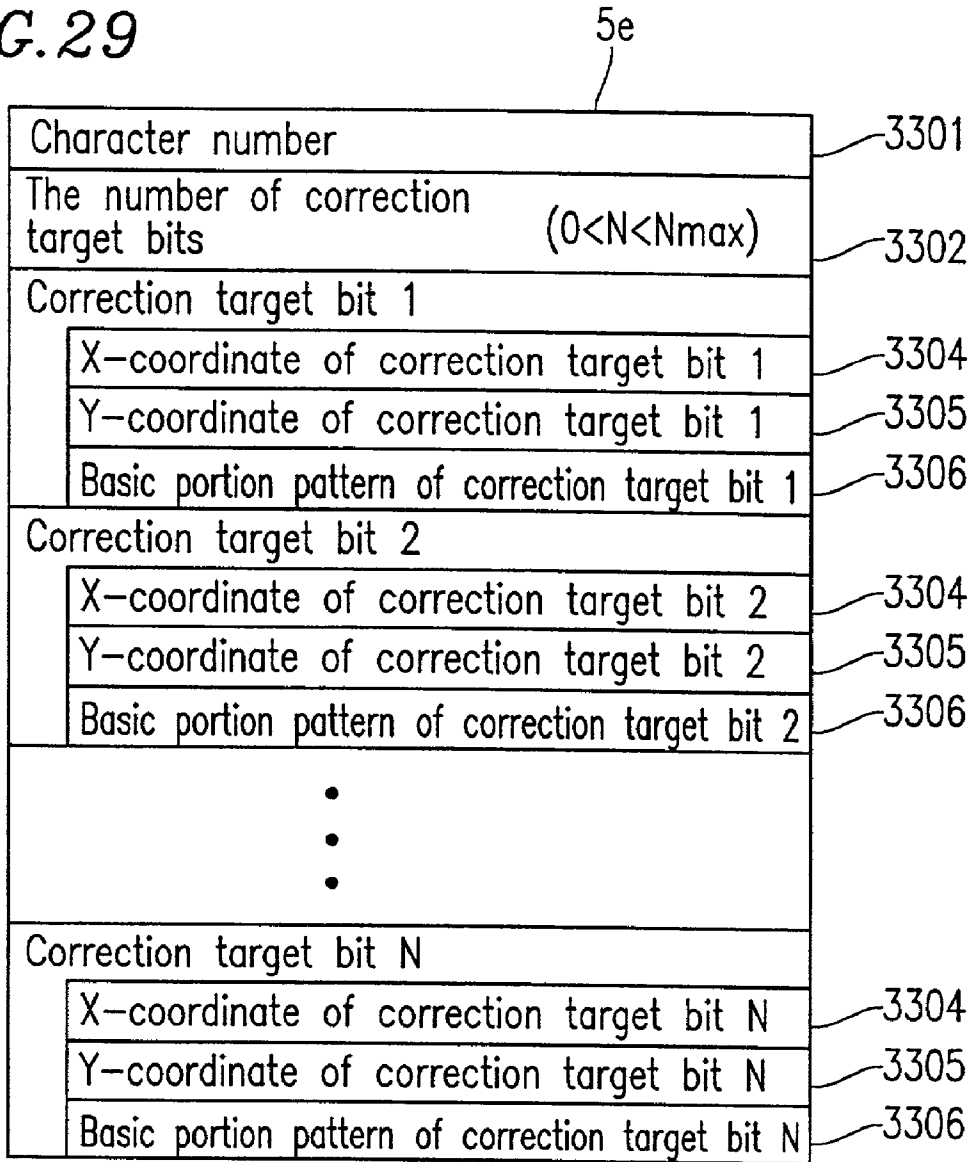 G.29
5e
Character number 3301
The number of correction
target bits (0<N<Nmax) 3302
Correction target bit 1
X-coordinate of correction target bit 1 3304
Y-coordinate of correction target bit 1 3305
Basic portion pattern of correction target bit 1 3306
Correction target bit 2
X-coordinate of correction target bit 2 3304
Y-coordinate of correction target bit 2 3305
Basic portion pattern of correction target bit 2 3306
Correction target bit N
X-coordinate of correction target bit N 3304
Y-coordinate of correction target bit N 3305
Basic portion pattern of correction target bit N 3306